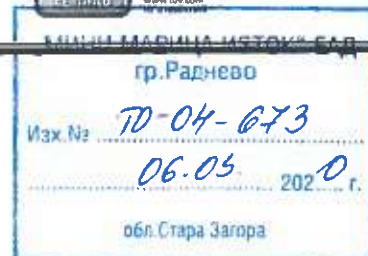 "МИНИ МАРИЦА-ИЗТОК" ЕАД
гр.Раднево
Изх.№ ТО-04-673
06.05 2020 г.
обл.Стара Загора